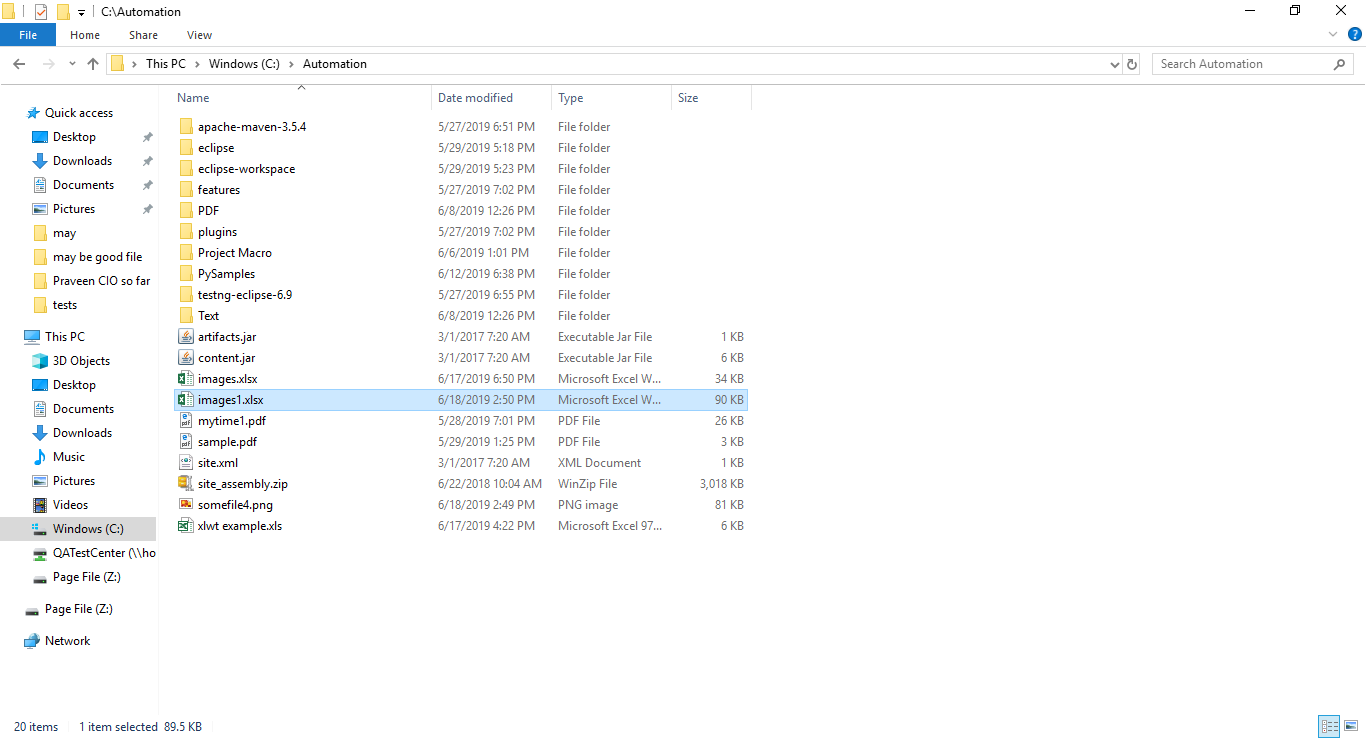 C:\Automation
File Home Share View
This PC Windows (C:) Automation Search Automation
Name Date modified Type Size
Quick access
Desktop
Downloads
Documents
Pictures
may
may be good file
Praveen CIO so far
tests
This PC
3D Objects
Desktop
Documents
Downloads
Music
Pictures
Videos
Windows (C:)
QATestCenter (\\ho
Page File (Z:)
Page File (Z:)
Network
apache-maven-3.5.4 5/27/2019 6:51 PM File folder
eclipse 5/29/2019 5:18 PM File folder
eclipse-workspace 5/29/2019 5:23 PM File folder
features 5/27/2019 7:02 PM File folder
PDF 6/8/2019 12:26 PM File folder
plugins 5/27/2019 7:02 PM File folder
Project Macro 6/6/2019 1:01 PM File folder
PySamples 6/12/2019 6:38 PM File folder
testng-eclipse-6.9 5/27/2019 6:55 PM File folder
Text 6/8/2019 12:26 PM File folder
artifacts.jar 3/1/2017 7:20 AM Executable Jar File 1 KB
content.jar 3/1/2017 7:20 AM Executable Jar File 6 KB
images.xlsx 6/17/2019 6:50 PM Microsoft Excel W... 34 KB
images1.xlsx 6/18/2019 2:50 PM Microsoft Excel W... 90 KB
mytime1.pdf 5/28/2019 7:01 PM PDF File 26 KB
sample.pdf 5/29/2019 1:25 PM PDF File 3 KB
site.xml 3/1/2017 7:20 AM XML Document 1 KB
site_assembly.zip 6/22/2018 10:04 AM WinZip File 3,018 KB
somefile4.png 6/18/2019 2:49 PM PNG image 81 KB
xlwt example.xls 6/17/2019 4:22 PM Microsoft Excel 97... 6 KB
20 items 1 item selected 89.5 KB